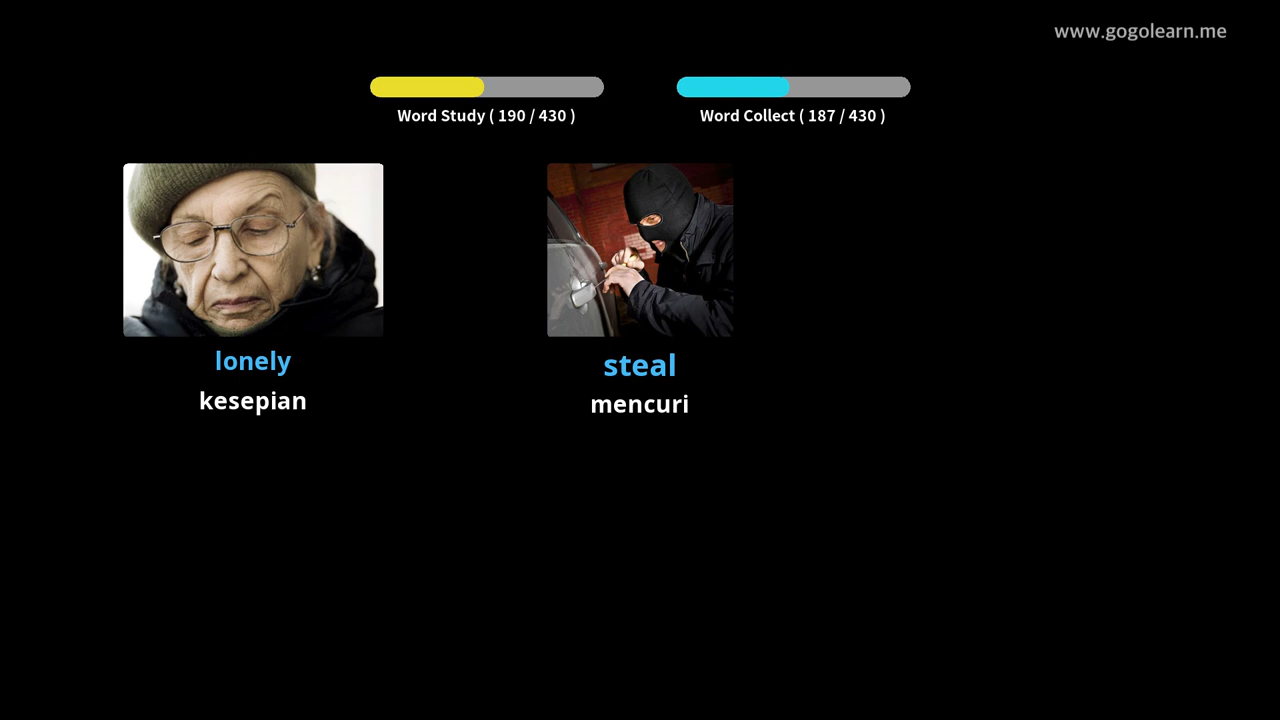 www.gogolearn.me
Word Study ( 190 / 430 )
Word Collect ( 187 / 430 )
lonely
kesepian
steal
mencuri